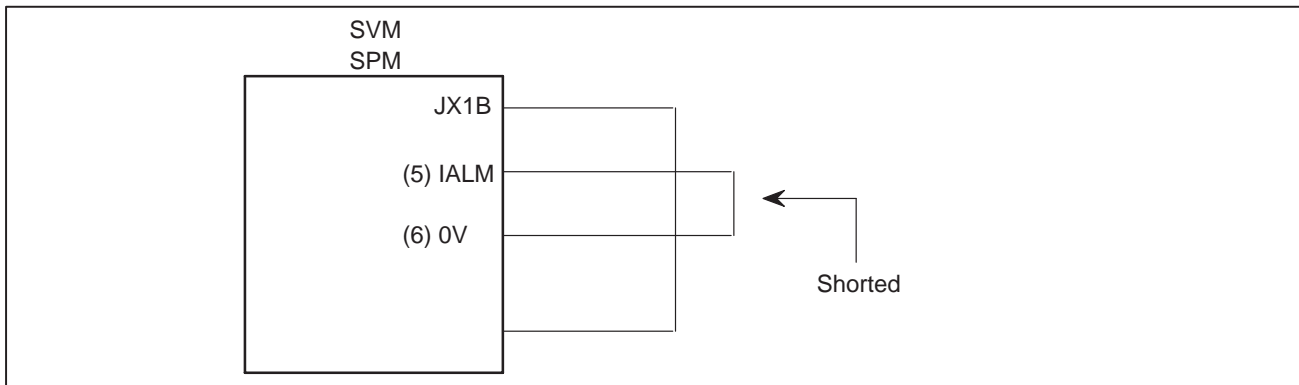 SVM
SPM
JX1B
(5) IALM
(6) 0V
Shorted